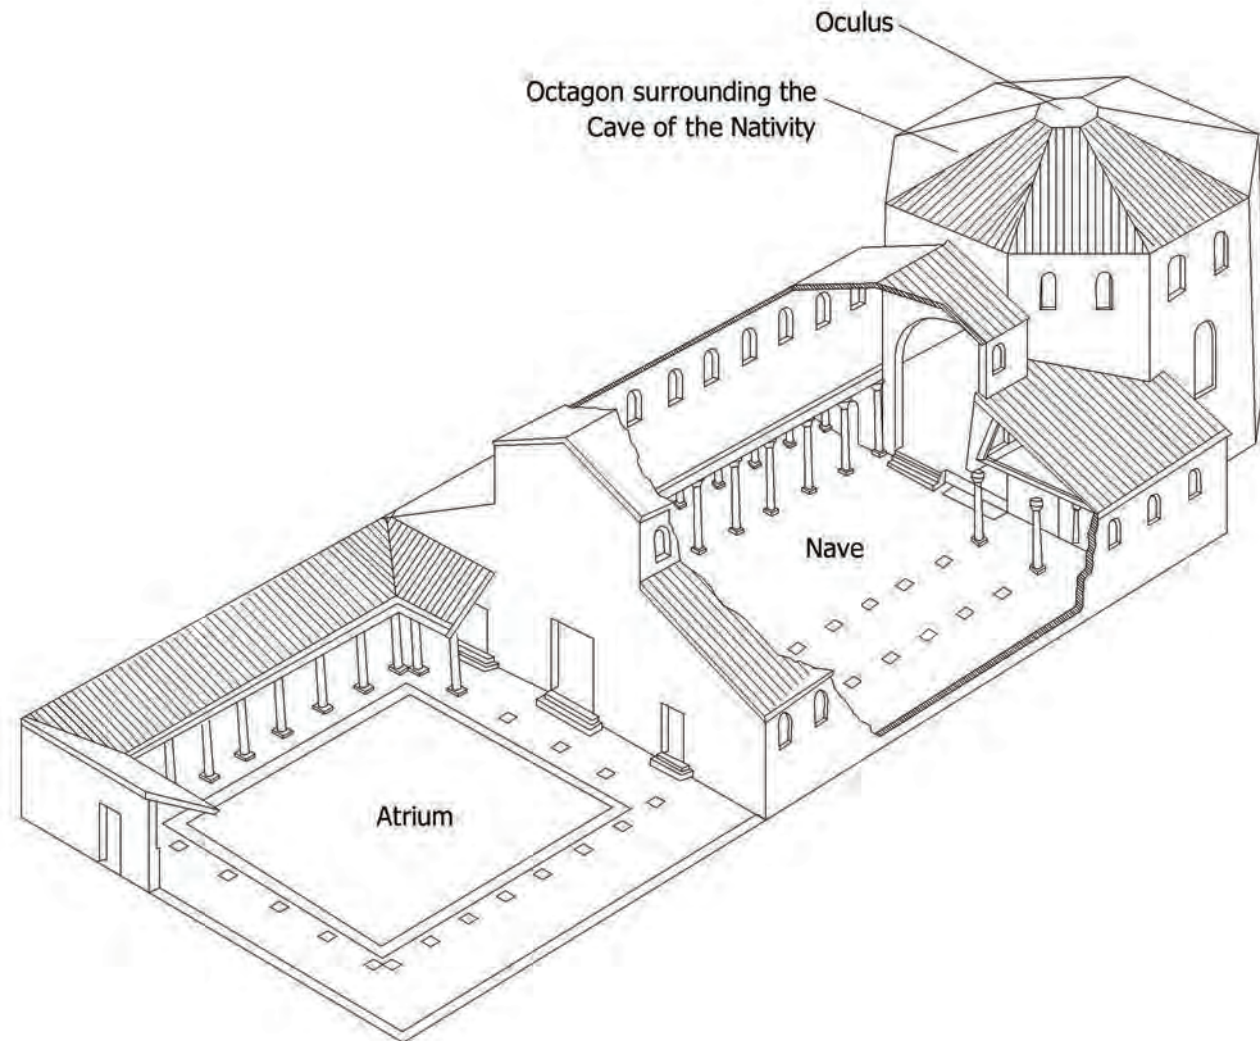 Oculus
Octagon surrounding the
Cave of the Nativity
Nave
Atrium